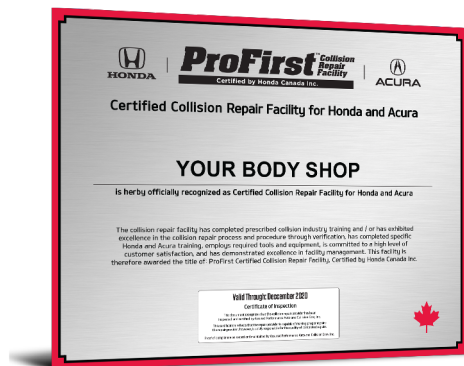 HONDA
ProFirst™ Collision Repair Facility
Certified by Honda Canada Inc.
ACURA
Certified Collision Repair Facility for Honda and Acura
YOUR BODY SHOP
is herby officially recognized as Certified Collision Repair Facility for Honda and Acura
The collision repair facility has completed prescribed collision industry training and / or has exhibited
excellence in the collision repair process and procedure through verification, has completed specific
Honda and Acura training, employs required tools and equipment, is committed to a high level of
customer satisfaction, and has demonstrated excellence in facility management. This facility is
therefore awarded the title of ProFirst Certified Collision Repair Facility, Certified by Honda Canada Inc.
Valid Through: December 2020
Certificate of Inspection